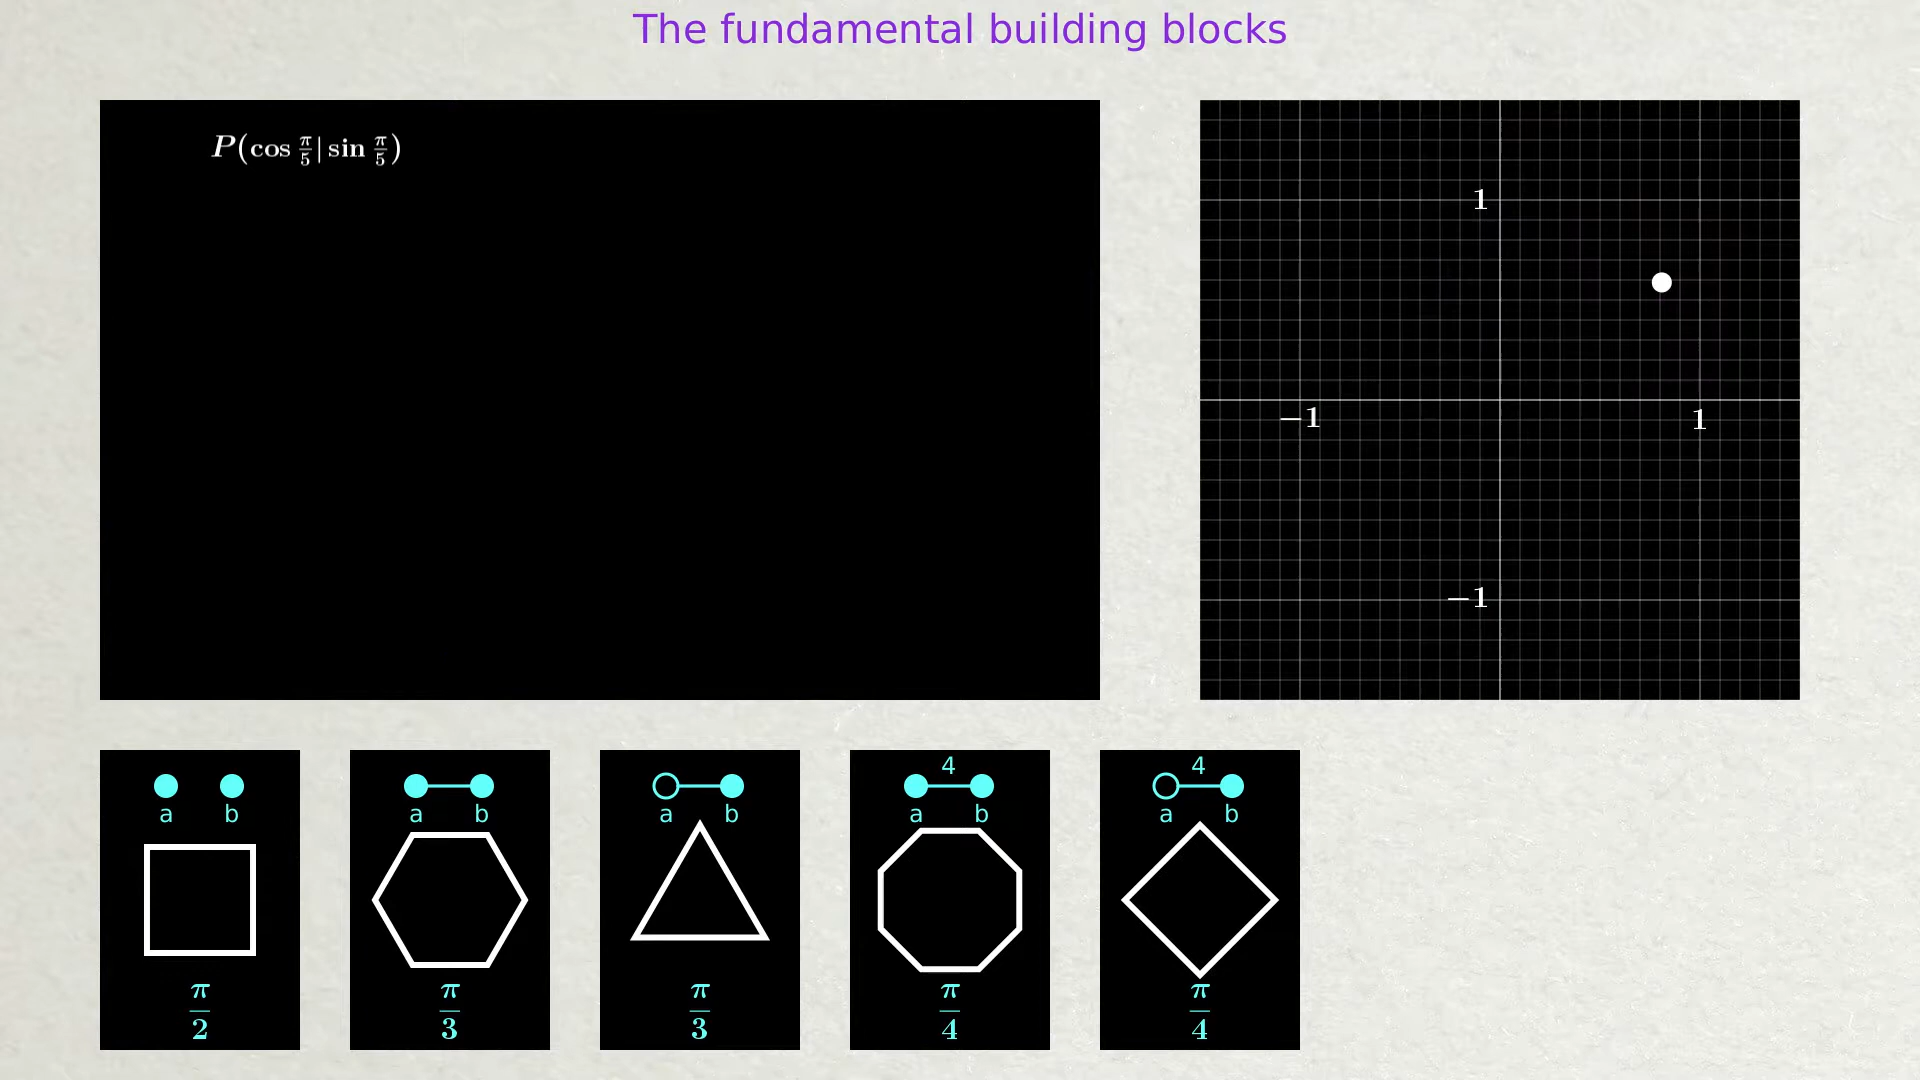 The fundamental building blocks
P(cos π/5 | sin π/5)
1
−1
1
−1
a b
π/2
a b
π/3
a b
π/3
4
a b
π/4
4
a b
π/4